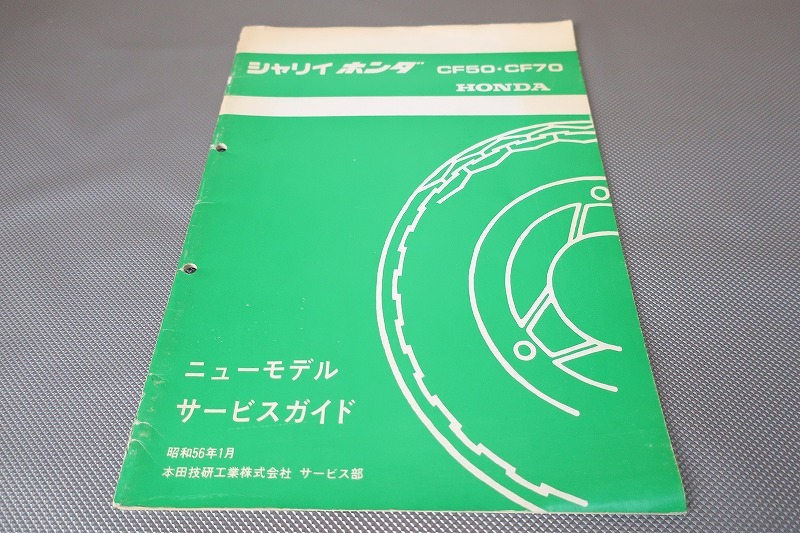 シャリイ ホンダ CF50・CF70
HONDA
ニューモデル
サービスガイド
昭和56年1月
本田技研工業株式会社 サービス部